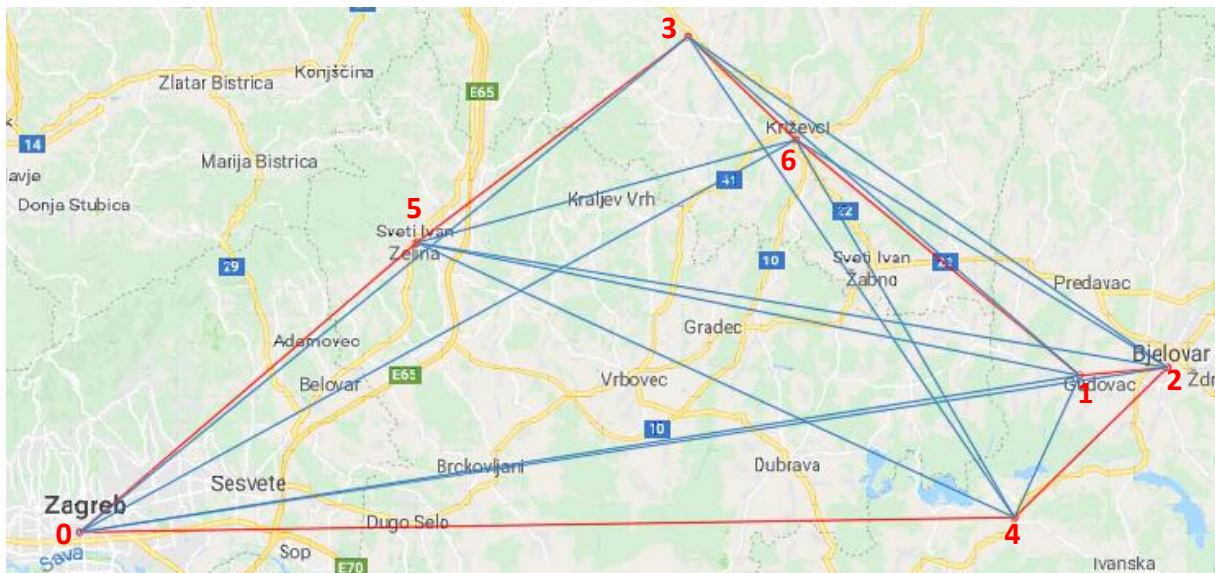 3
Konjščina
Zlatar Bistrica
E65
Križevci
14
6
Marija Bistrica
avje
41
Kraljev Vrh
Donja Stubica
5
22
Sveti Ivan
Zelina
Sveti Ivan
Žabna
29
10
21
Predavac
Gradec
Adamovec
Bjelovar
Belovar
E65
Vrbovec
2
1
Gudovac
Ždr
10
Brckovljani
Dubrava
Sesvete
Zagreb
0
Dugo Selo
4
Sava
Sop
E70
Ivanska